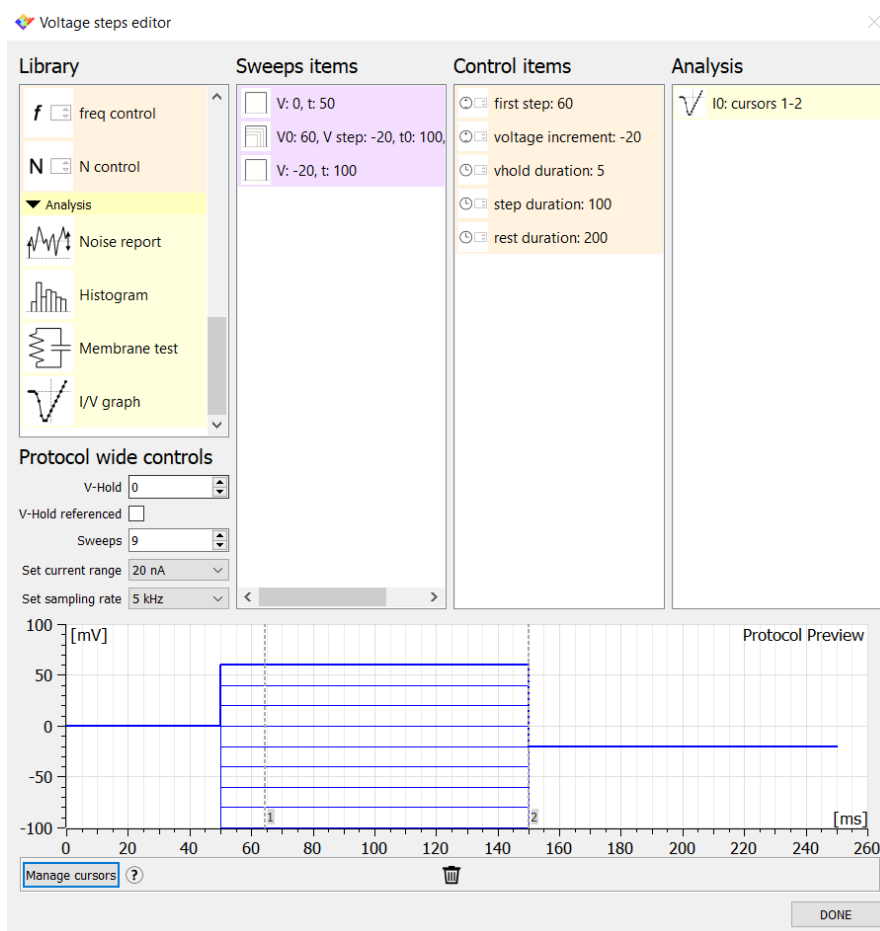 Voltage steps editor
Library
freq control
N control
Analysis
Noise report
Histogram
Membrane test
I/V graph
Sweeps items
V: 0, t: 50
V0: 60, V step: -20, t0: 100,
V: -20, t: 100
Control items
first step: 60
voltage increment: -20
vhold duration: 5
step duration: 100
rest duration: 200
Analysis
I0: cursors 1-2
Protocol wide controls
V-Hold 0
V-Hold referenced
Sweeps 9
Set current range 20 nA
Set sampling rate 5 kHz
[mV]
Protocol Preview
100
50
0
-50
-100
1
2
[ms]
0 20 40 60 80 100 120 140 160 180 200 220 240 260
Manage cursors ?
DONE